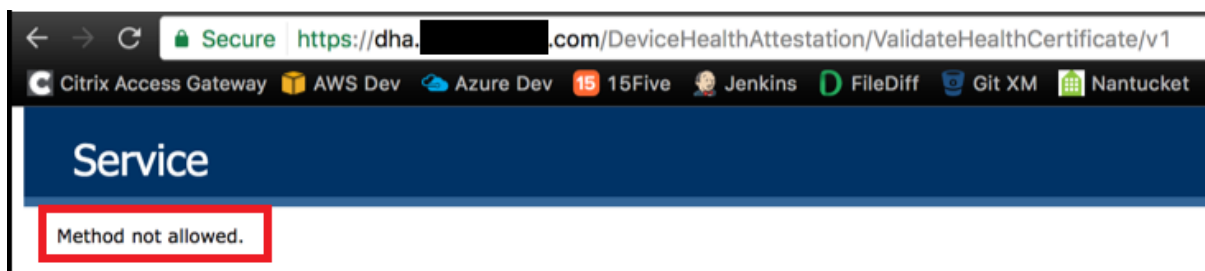 Secure https://dha. .com/DeviceHealthAttestation/ValidateHealthCertificate/v1
Citrix Access Gateway AWS Dev Azure Dev 15 15Five Jenkins D FileDiff Git XM Nantucket
Service
Method not allowed.